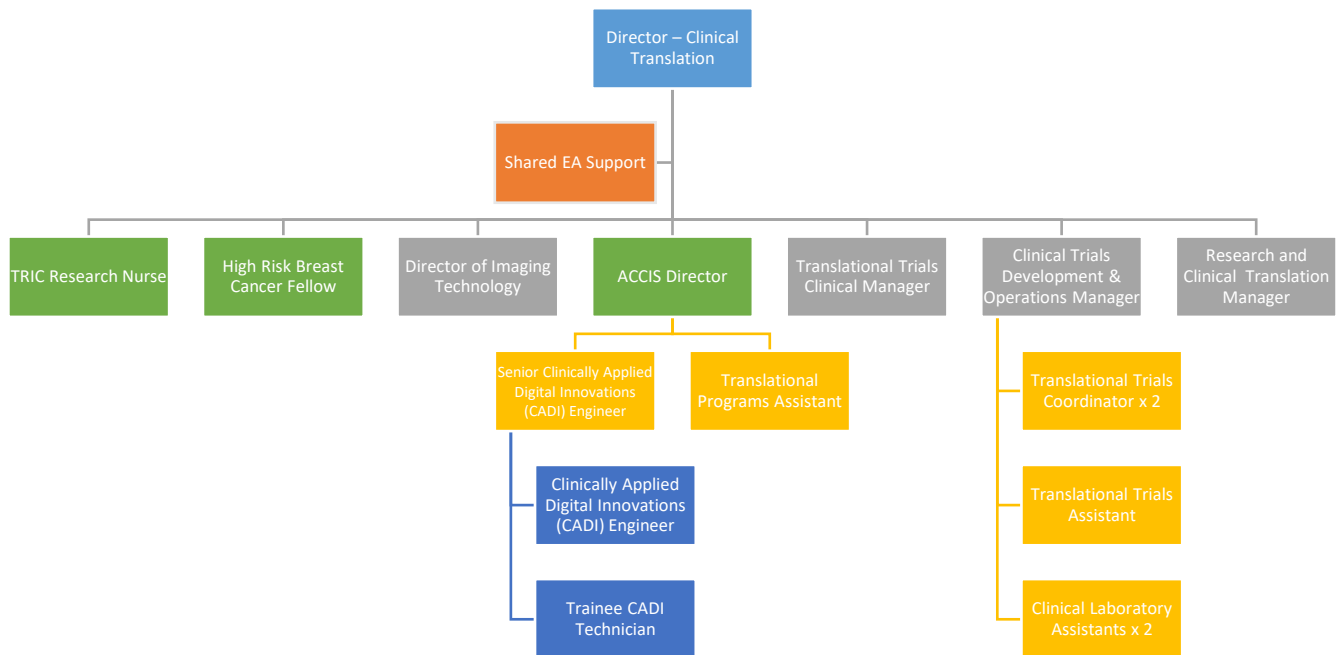 Director – Clinical
Translation
Shared EA Support
TRIC Research Nurse
High Risk Breast
Cancer Fellow
Director of Imaging
Technology
ACCIS Director
Translational Trials
Clinical Manager
Clinical Trials
Development &
Operations Manager
Research and
Clinical Translation
Manager
Senior Clinically Applied
Digital Innovations
(CADI) Engineer
Translational
Programs Assistant
Translational Trials
Coordinator x 2
Clinically Applied
Digital Innovations
(CADI) Engineer
Translational Trials
Assistant
Trainee CADI
Technician
Clinical Laboratory
Assistants x 2